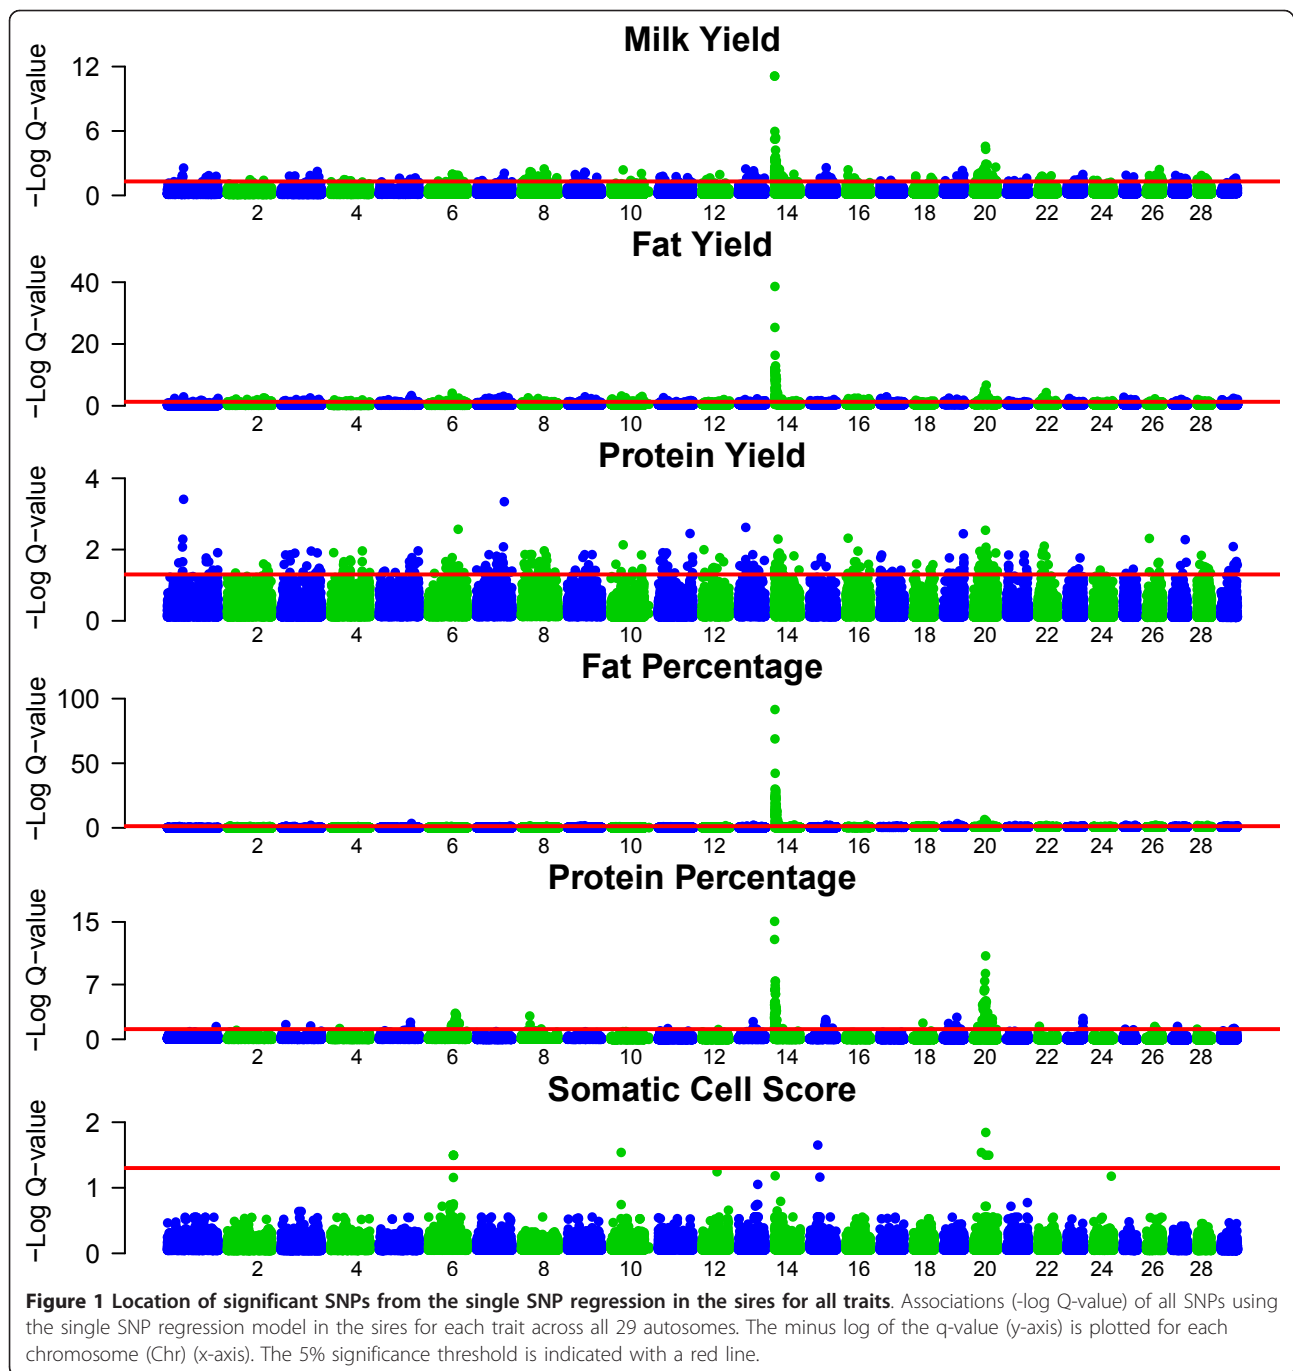 Milk Yield
−Log Q−value
12
6
0
2 4 6 8 10 12 14 16 18 20 22 24 26 28
Fat Yield
−Log Q−value
40
20
0
2 4 6 8 10 12 14 16 18 20 22 24 26 28
Protein Yield
−Log Q−value
4
2
0
2 4 6 8 10 12 14 16 18 20 22 24 26 28
Fat Percentage
−Log Q−value
100
50
0
2 4 6 8 10 12 14 16 18 20 22 24 26 28
Protein Percentage
−Log Q−value
15
7
0
2 4 6 8 10 12 14 16 18 20 22 24 26 28
Somatic Cell Score
−Log Q−value
2
1
0
2 4 6 8 10 12 14 16 18 20 22 24 26 28
Figure 1 Location of significant SNPs from the single SNP regression in the sires for all traits. Associations (-log Q-value) of all SNPs using
the single SNP regression model in the sires for each trait across all 29 autosomes. The minus log of the q-value (y-axis) is plotted for each
chromosome (Chr) (x-axis). The 5% significance threshold is indicated with a red line.